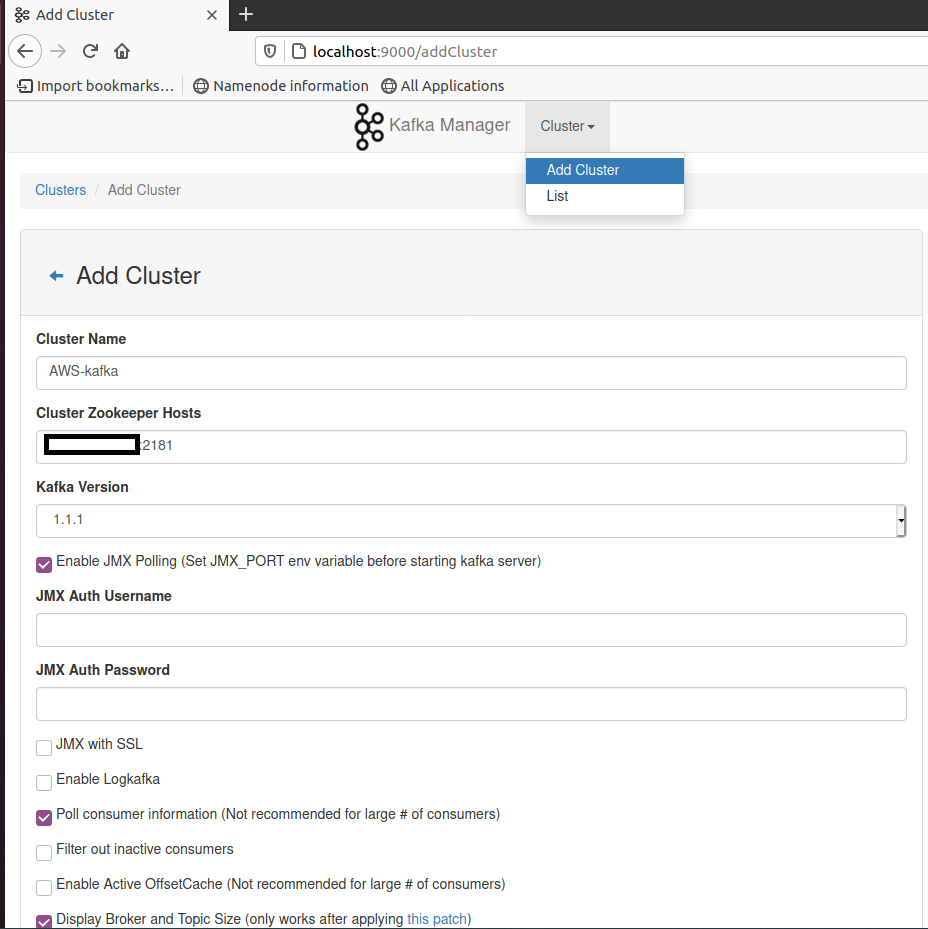 Add Cluster
localhost:9000/addCluster
Import bookmarks... Namenode information All Applications
Kafka Manager Cluster
Add Cluster
List
Clusters / Add Cluster
Add Cluster
Cluster Name
AWS-kafka
Cluster Zookeeper Hosts
:2181
Kafka Version
1.1.1
Enable JMX Polling (Set JMX_PORT env variable before starting kafka server)
JMX Auth Username
JMX Auth Password
JMX with SSL
Enable Logkafka
Poll consumer information (Not recommended for large # of consumers)
Filter out inactive consumers
Enable Active OffsetCache (Not recommended for large # of consumers)
Display Broker and Topic Size (only works after applying this patch)